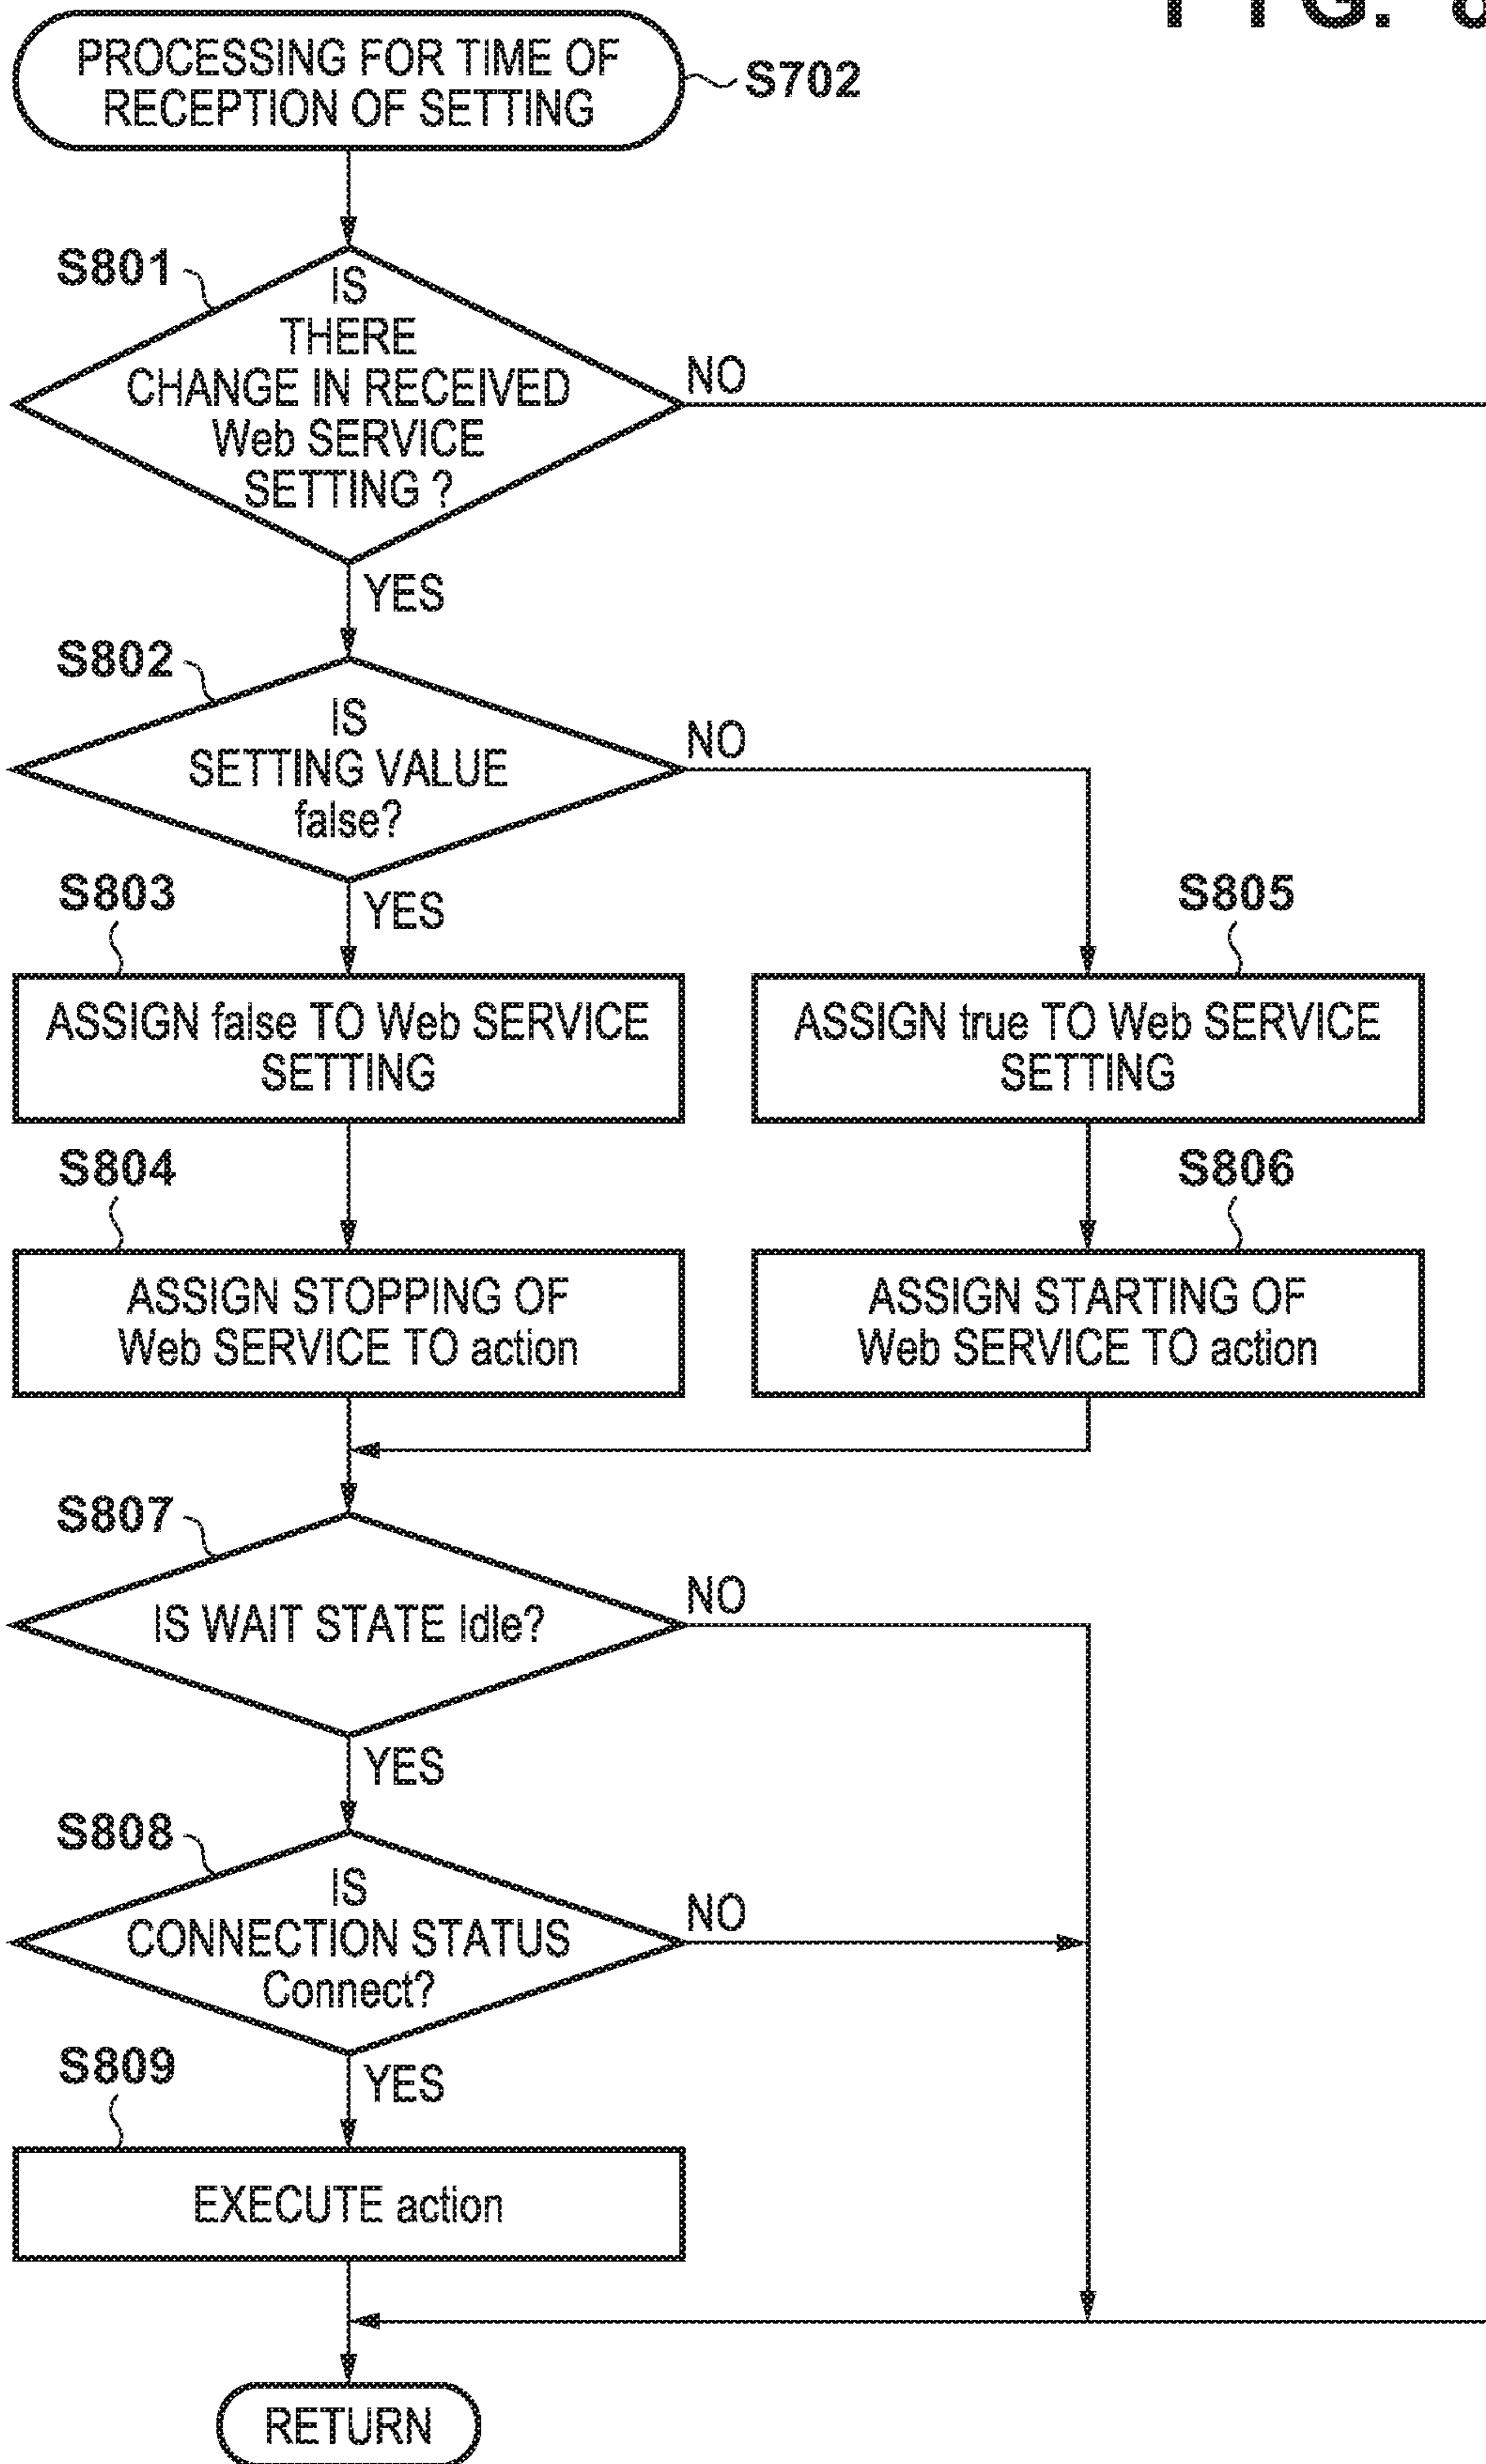 FIG. 8
PROCESSING FOR TIME OF
RECEPTION OF SETTING
S702
S801
IS
THERE
CHANGE IN RECEIVED
Web SERVICE
SETTING ?
NO
YES
S802
IS
SETTING VALUE
false?
NO
YES
S803
ASSIGN false TO Web SERVICE
SETTING
S805
ASSIGN true TO Web SERVICE
SETTING
S804
ASSIGN STOPPING OF
Web SERVICE TO action
S806
ASSIGN STARTING OF
Web SERVICE TO action
S807
IS WAIT STATE Idle?
NO
YES
S808
IS
CONNECTION STATUS
Connect?
NO
YES
S809
EXECUTE action
RETURN